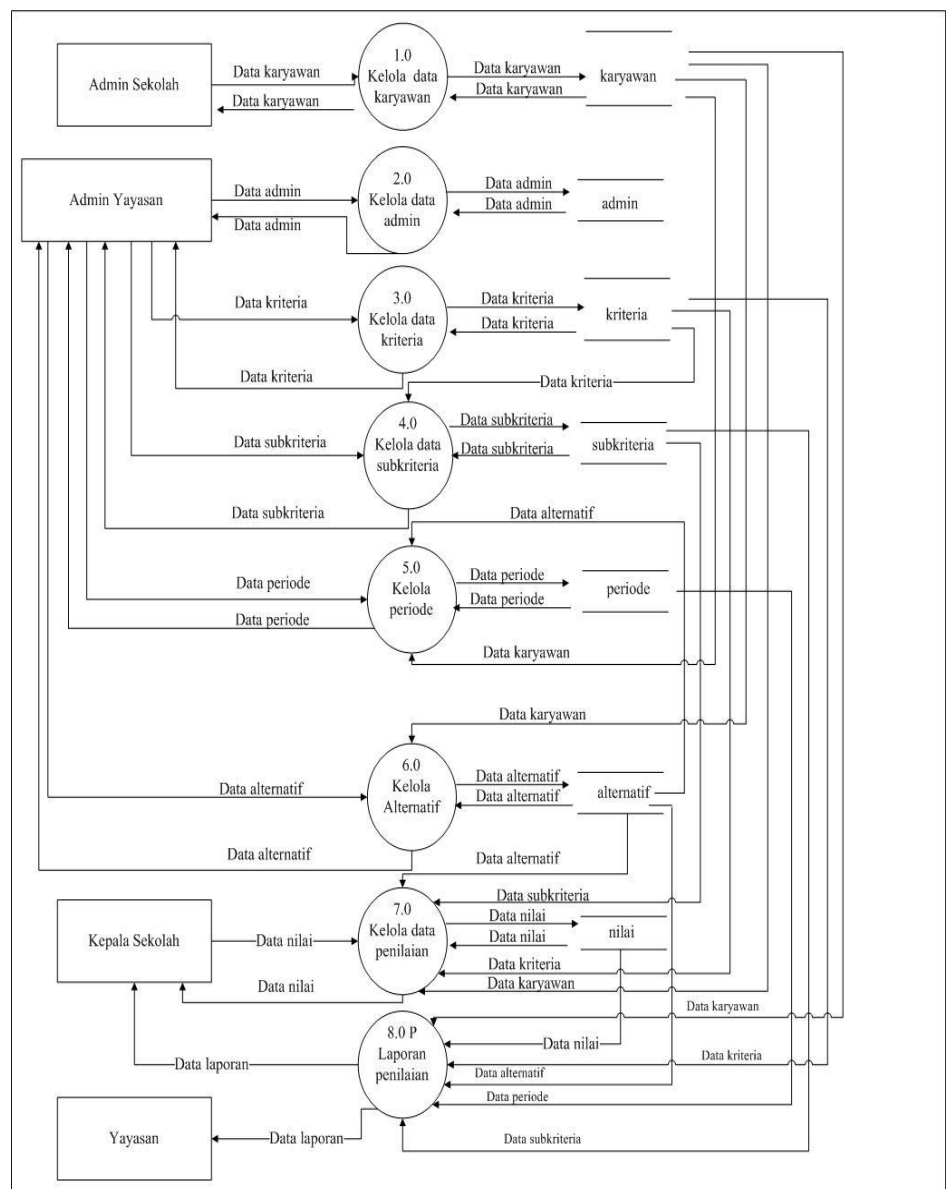 Admin Sekolah
Data karyawan
Data karyawan
1.0
Kelola data
karyawan
Data karyawan
Data karyawan
karyawan
Admin Yayasan
Data admin
Data admin
2.0
Kelola data
admin
Data admin
Data admin
admin
Data kriteria
Data kriteria
3.0
Kelola data
kriteria
Data kriteria
Data kriteria
kriteria
Data kriteria
Data subkriteria
Data subkriteria
4.0
Kelola data
subkriteria
Data subkriteria
Data subkriteria
subkriteria
Data alternatif
Data periode
Data periode
5.0
Kelola
periode
Data periode
Data periode
periode
Data karyawan
Data karyawan
Data alternatif
Data alternatif
6.0
Kelola
Alternatif
Data alternatif
Data alternatif
alternatif
Data alternatif
Data subkriteria
Kepala Sekolah
Data nilai
Data nilai
7.0
Kelola data
penilaian
Data nilai
Data nilai
nilai
Data kriteria
Data karyawan
Data karyawan
8.0 P
Laporan
penilaian
Data nilai
Data kriteria
Data laporan
Data alternatif
Data periode
Yayasan
Data laporan
Data subkriteria